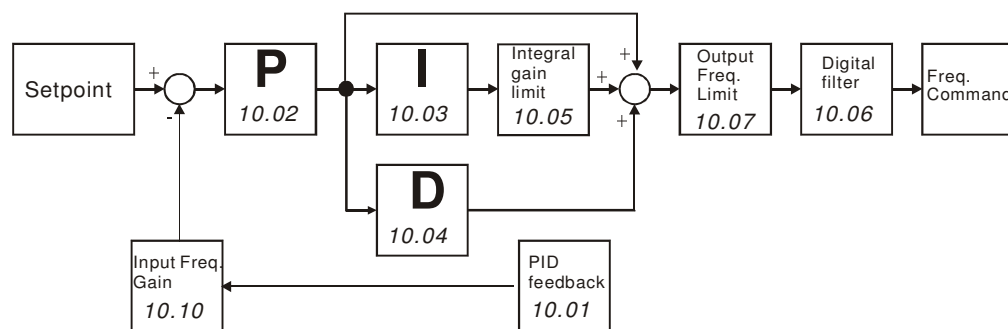 Setpoint
+
-
P
10.02
I
10.03
Integral
gain
limit
10.05
+
+
+
Output
Freq.
Limit
10.07
Digital
filter
10.06
Freq.
Command
D
10.04
Input Freq.
Gain
10.10
PID
feedback
10.01